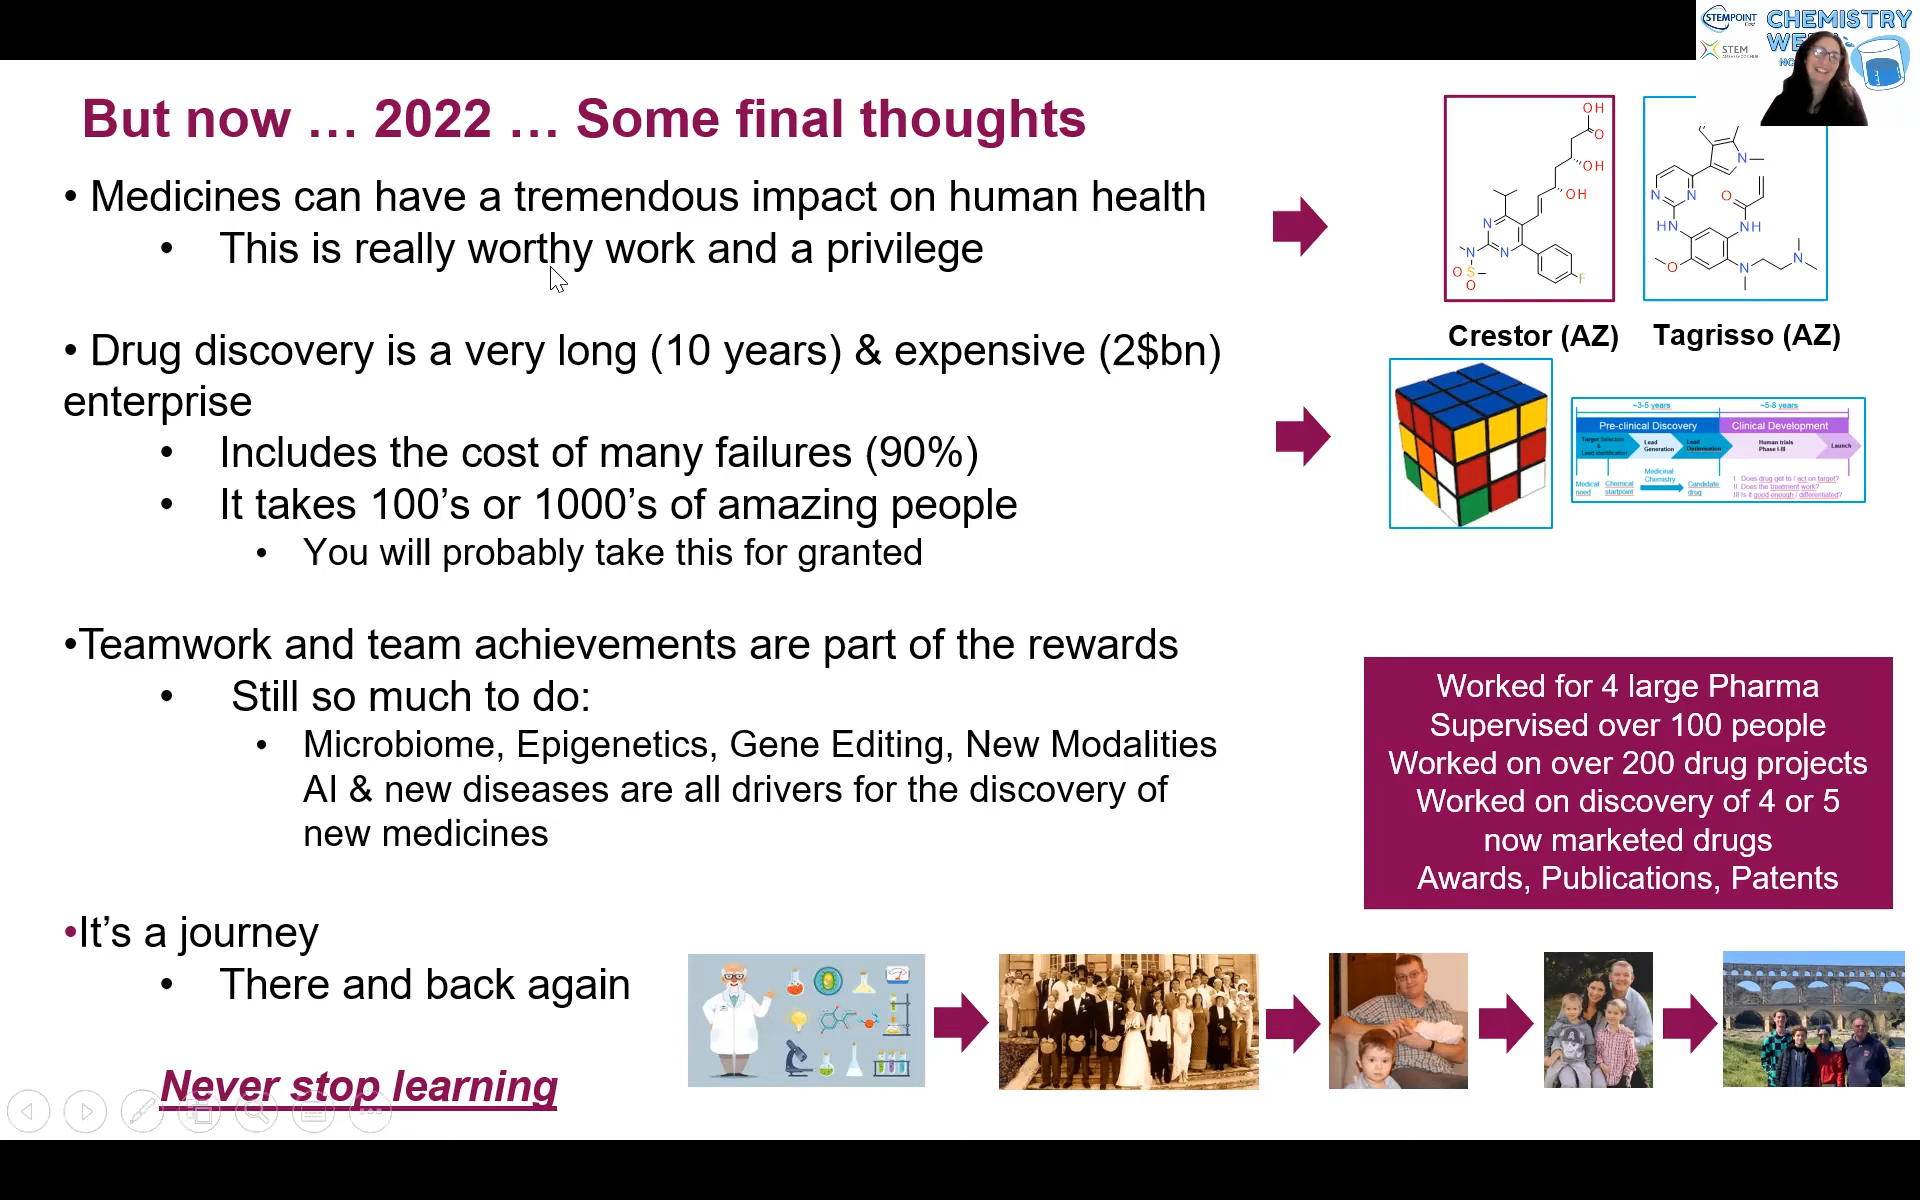 STEMPOINT
East
STEM
CHEMISTRY
But now … 2022 … Some final thoughts
• Medicines can have a tremendous impact on human health
• This is really worthy work and a privilege
• Drug discovery is a very long (10 years) & expensive (2$bn)
enterprise
• Includes the cost of many failures (90%)
• It takes 100’s or 1000’s of amazing people
• You will probably take this for granted
•Teamwork and team achievements are part of the rewards
• Still so much to do:
• Microbiome, Epigenetics, Gene Editing, New Modalities
AI & new diseases are all drivers for the discovery of
new medicines
•It’s a journey
• There and back again
Never stop learning
OH
O
OH
OH
N
N
N
O
S
O
F
N
N
N
O
HN
NH
O
N
N
Crestor (AZ)
Tagrisso (AZ)
~3-5 years
~5-8 years
Pre-clinical Discovery
Clinical Development
Target Selection
&
Lead Identification
Lead
Generation
Lead
Optimisation
Human trials
Phase I-III
Launch
Medical
need
Chemical
startpoint
Medicinal
Chemistry
Candidate
drug
I Does drug get to / act on target?
II Does the treatment work?
III Is it good enough / differentiated?
Worked for 4 large Pharma
Supervised over 100 people
Worked on over 200 drug projects
Worked on discovery of 4 or 5
now marketed drugs
Awards, Publications, Patents